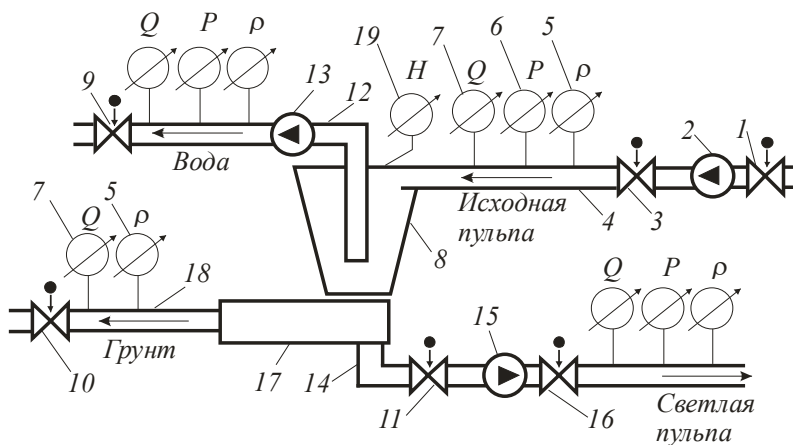 Q P ρ
19 7 6 5
H Q P ρ
9 13 12 2 1
Вода
Исходная
пульпа
4 3
8
7 5
Q ρ
18
Q P ρ
15
Грунт
10 17 14 11 16
Светлая
пульпа